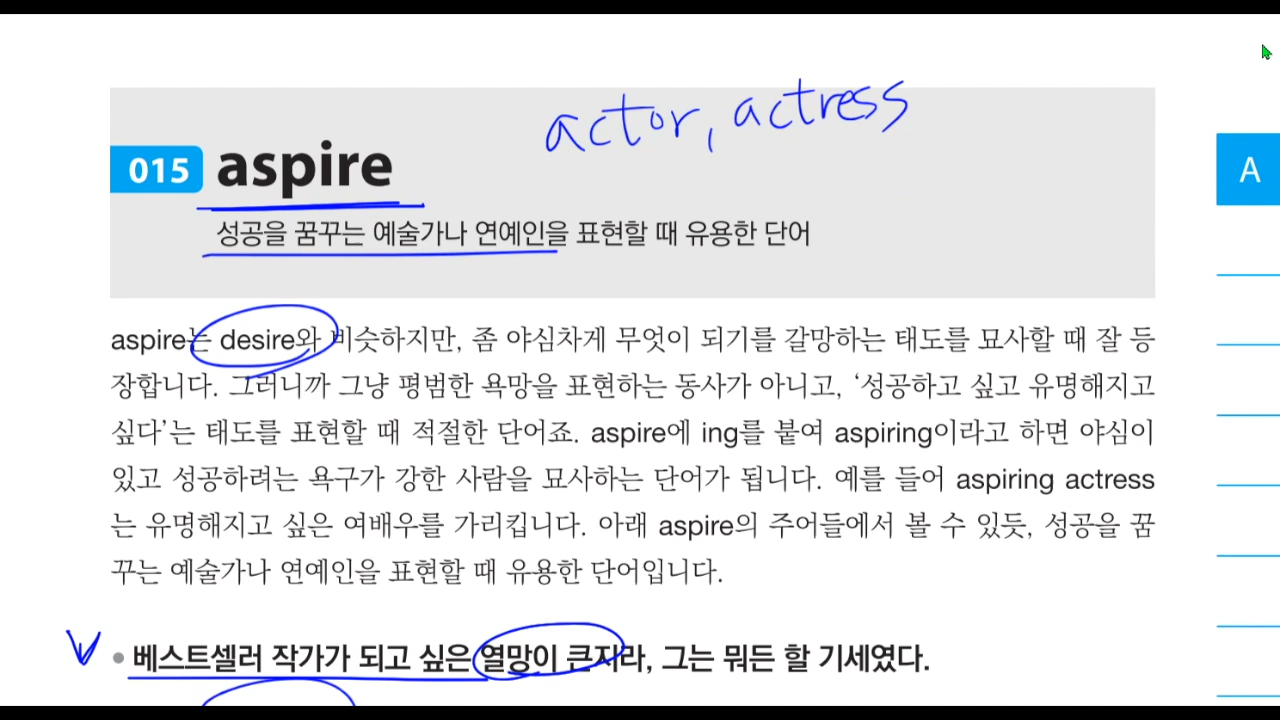 actor, actress
015 aspire
A
성공을 꿈꾸는 예술가나 연예인을 표현할 때 유용한 단어
aspire는 desire와 비슷하지만, 좀 야심차게 무엇이 되기를 갈망하는 태도를 묘사할 때 잘 등
장합니다. 그러니까 그냥 평범한 욕망을 표현하는 동사가 아니고, ‘성공하고 싶고 유명해지고
싶다’는 태도를 표현할 때 적절한 단어죠. aspire에 ing를 붙여 aspiring이라고 하면 야심이
있고 성공하려는 욕구가 강한 사람을 묘사하는 단어가 됩니다. 예를 들어 aspiring actress
는 유명해지고 싶은 여배우를 가리킵니다. 아래 aspire의 주어들에서 볼 수 있듯, 성공을 꿈
꾸는 예술가나 연예인을 표현할 때 유용한 단어입니다.
• 베스트셀러 작가가 되고 싶은 열망이 큰지라, 그는 뭐든 할 기세였다.